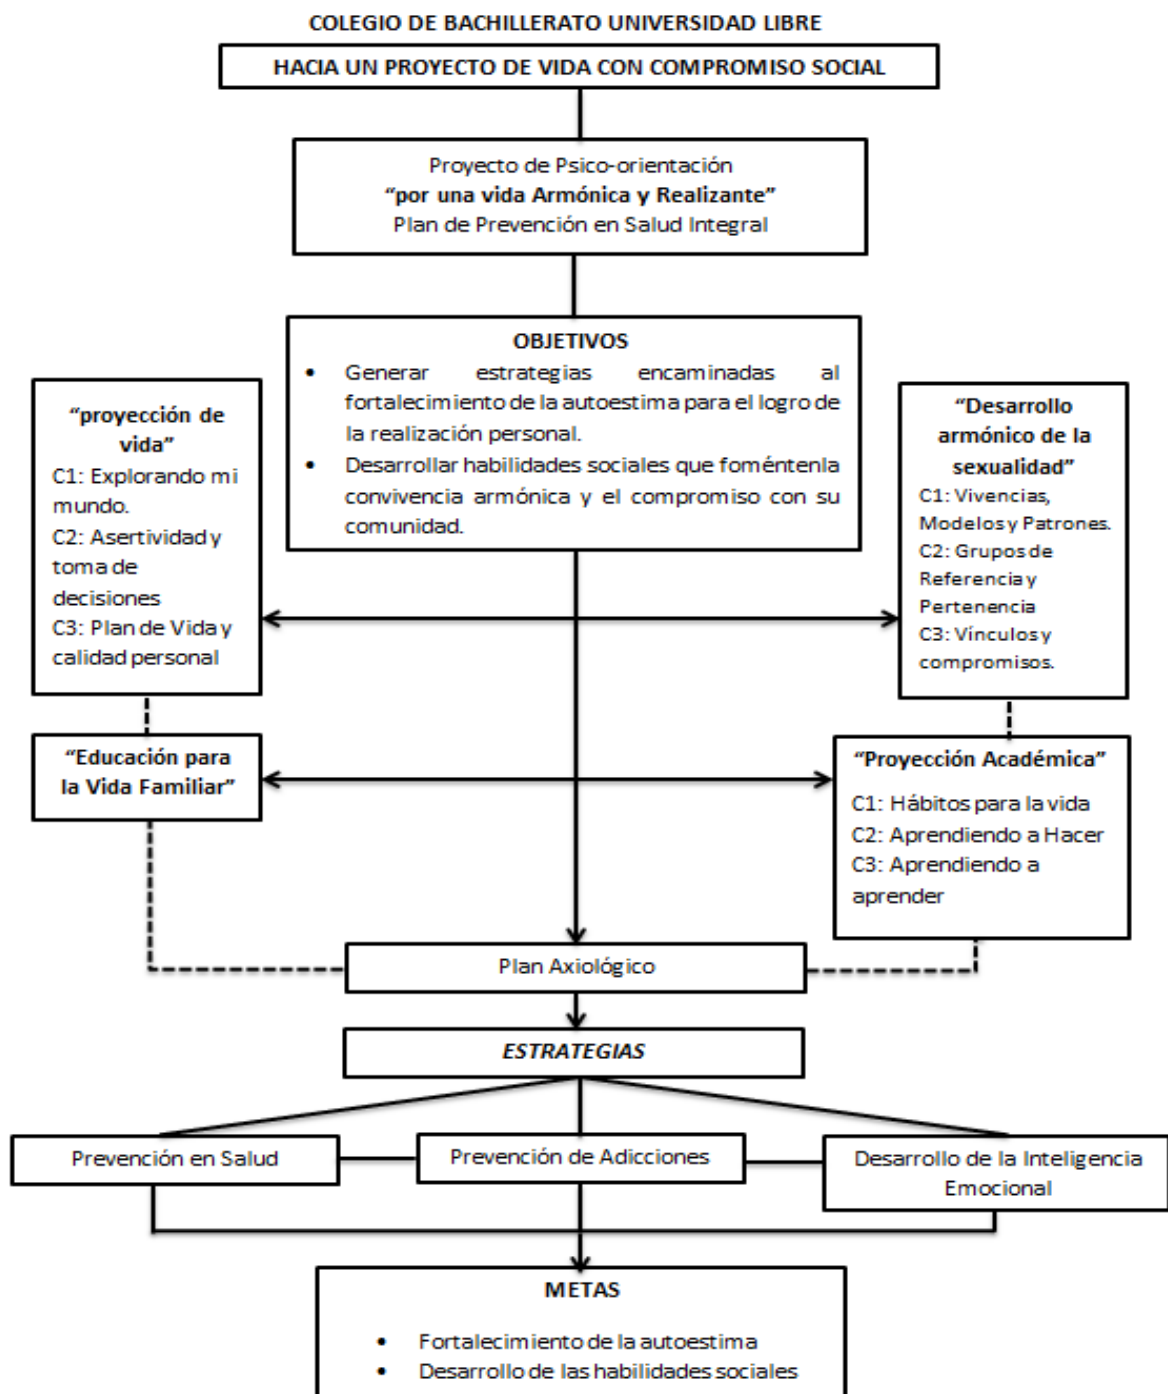 COLEGIO DE BACHILLERATO UNIVERSIDAD LIBRE
HACIA UN PROYECTO DE VIDA CON COMPROMISO SOCIAL
Proyecto de Psico-orientación
“por una vida Armónica y Realizante”
Plan de Prevención en Salud Integral
OBJETIVOS
• Generar estrategias encaminadas al
fortalecimiento de la autoestima para el logro de
la realización personal.
• Desarrollar habilidades sociales que foméntenla
convivencia armónica y el compromiso con su
comunidad.
“proyección de
vida”
C1: Explorando mi
mundo.
C2: Asertividad y
toma de
decisiones
C3: Plan de Vida y
calidad personal
“Desarrollo
armónico de la
sexualidad”
C1: Vivencias,
Modelos y Patrones.
C2: Grupos de
Referencia y
Pertenencia
C3: Vínculos y
compromisos.
“Educación para
la Vida Familiar”
“Proyección Académica”
C1: Hábitos para la vida
C2: Aprendiendo a Hacer
C3: Aprendiendo a
aprender
Plan Axiológico
ESTRATEGIAS
Prevención en Salud
Prevención de Adicciones
Desarrollo de la Inteligencia
Emocional
METAS
• Fortalecimiento de la autoestima
• Desarrollo de las habilidades sociales